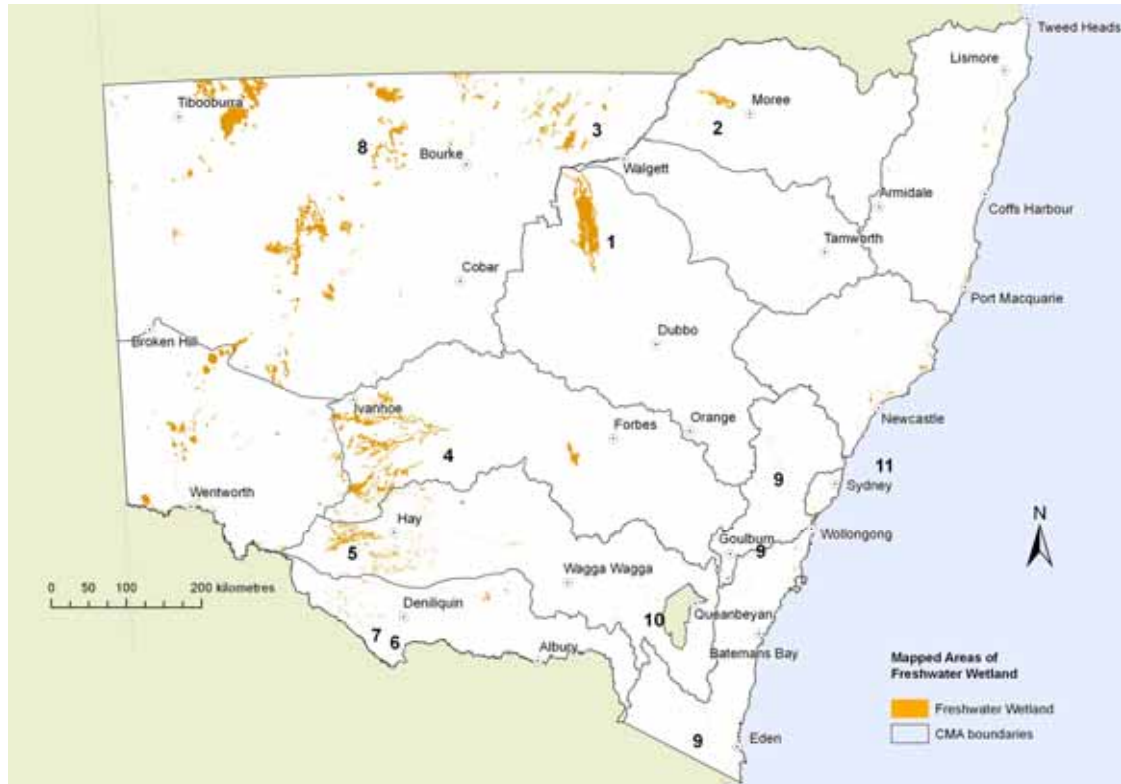 Tweed Heads
Lismore
Tibooburra
Moree
3
2
8
Bourke
Walgett
Armidale
Coffs Harbour
1
Tamworth
Cobar
Port Macquarie
Broken Hill
Dubbo
Ivanhoe
Newcastle
Forbes
Orange
4
11
9
Sydney
Wentworth
Hay
Wollongong
Goulburn
9
5
N
0 50 100 200 kilometres
Wagga Wagga
Deniliquin
10
Queanbeyan
7
6
Albury
Batemans Bay
Mapped Areas of
Freshwater Wetland
Freshwater Wetland
CMA boundaries
9
Eden